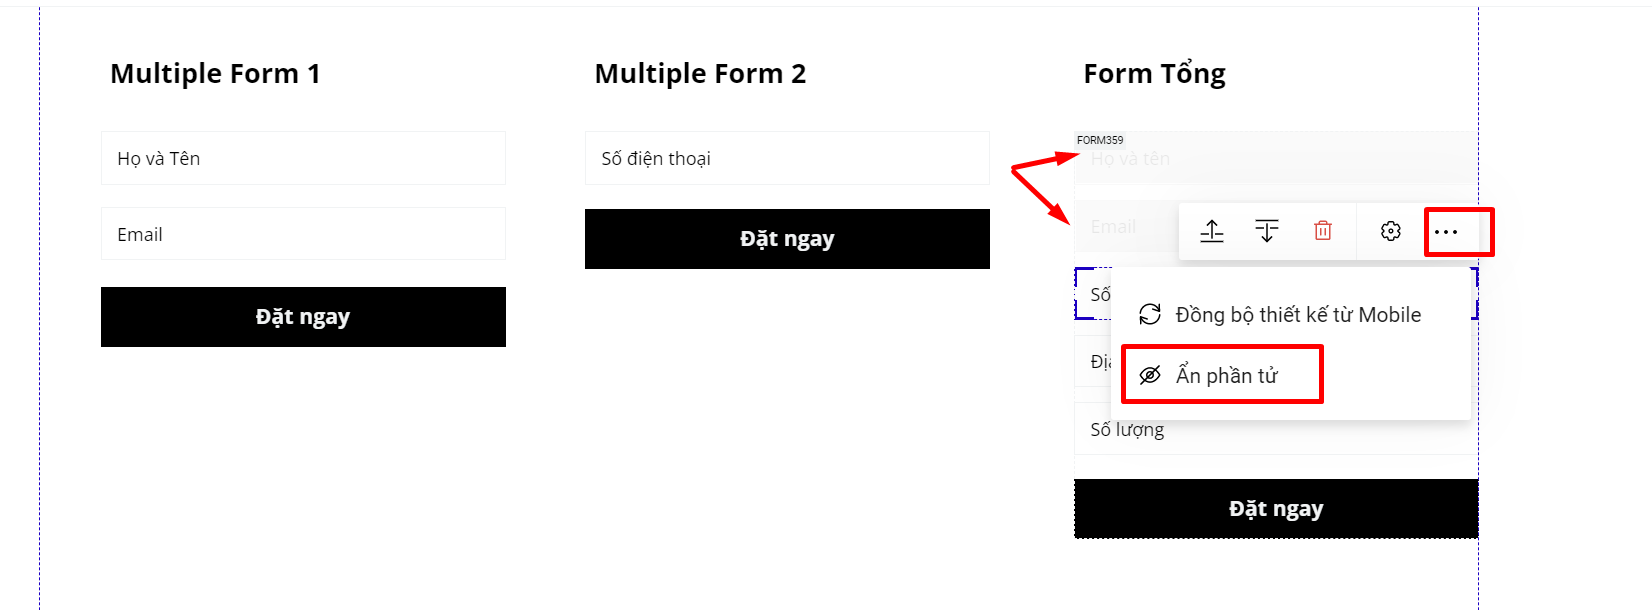 Multiple Form 1
Họ và Tên
Email
Đặt ngay
Multiple Form 2
Số điện thoại
Đặt ngay
Form Tổng
FORM359
Họ và tên
Email
Số
Đồng bộ thiết kế từ Mobile
Ẩn phần tử
Số lượng
Đặt ngay